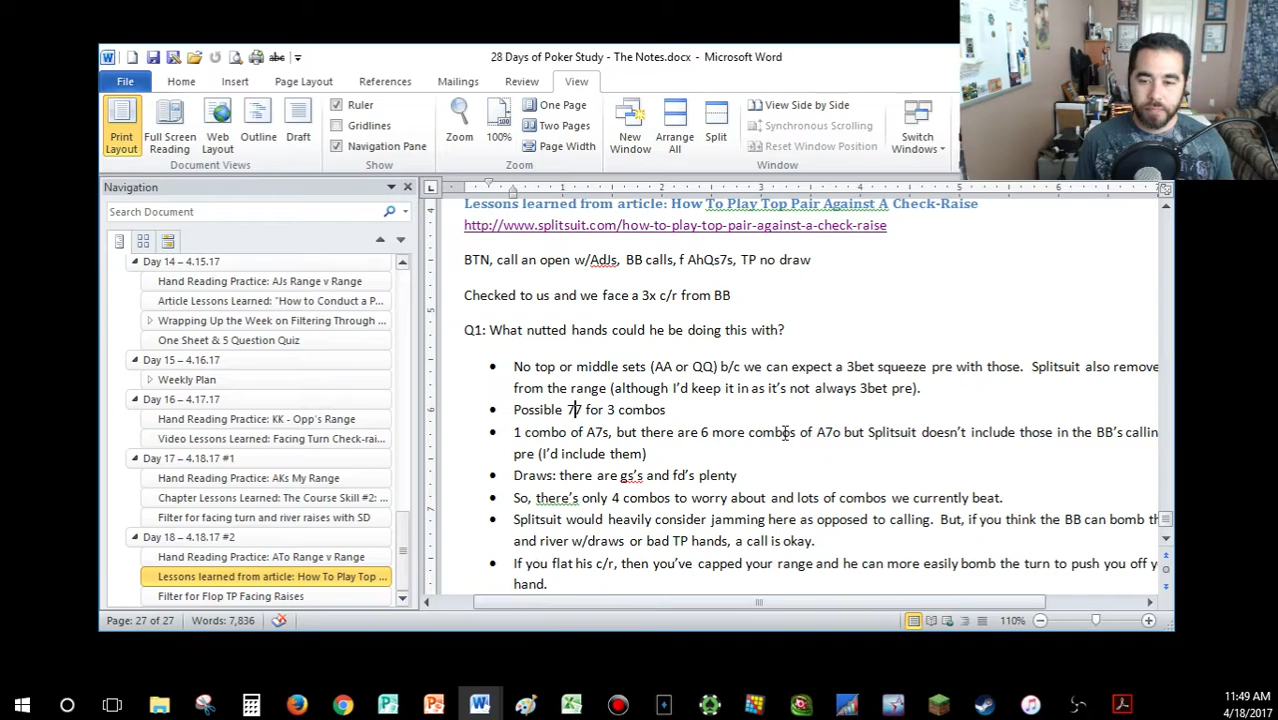 28 Days of Poker Study - The Notes.docx - Microsoft Word
File Home Insert Page Layout References Mailings Review View
Print Layout
Full Screen Reading
Web Layout
Outline
Draft
Document Views
Ruler
Gridlines
Navigation Pane
Show
Zoom
100%
One Page
Two Pages
Page Width
Zoom
New Window
Arrange All
Split
View Side by Side
Synchronous Scrolling
Reset Window Position
Window
Switch Windows
Navigation
Search Document
Day 14 – 4.15.17
Hand Reading Practice: AJs Range v Range
Article Lessons Learned: "How to Conduct a P...
Wrapping Up the Week on Filtering Through ...
One Sheet & 5 Question Quiz
Day 15 – 4.16.17
Weekly Plan
Day 16 – 4.17.17
Hand Reading Practice: KK - Opp's Range
Video Lessons Learned: Facing Turn Check-rai...
Day 17 – 4.18.17 #1
Hand Reading Practice: AKs My Range
Chapter Lessons Learned: The Course Skill #2: ...
Filter for facing turn and river raises with SD
Day 18 – 4.18.17 #2
Hand Reading Practice: ATo Range v Range
Lessons learned from article: How To Play Top ...
Filter for Flop TP Facing Raises
1 2 3 4 5 6 7
4
5
6
7
Lessons learned from article: How To Play Top Pair Against A Check-Raise
http://www.splitsuit.com/how-to-play-top-pair-against-a-check-raise
BTN, call an open w/AdJs, BB calls, f AhQs7s, TP no draw
Checked to us and we face a 3x c/r from BB
Q1: What nutted hands could he be doing this with?
• No top or middle sets (AA or QQ) b/c we can expect a 3bet squeeze pre with those. Splitsuit also remove
from the range (although I'd keep it in as it's not always 3bet pre).
• Possible 77 for 3 combos
• 1 combo of A7s, but there are 6 more combos of A7o but Splitsuit doesn't include those in the BB's callin
pre (I'd include them)
• Draws: there are gs's and fd's plenty
• So, there's only 4 combos to worry about and lots of combos we currently beat.
• Splitsuit would heavily consider jamming here as opposed to calling. But, if you think the BB can bomb th
and river w/draws or bad TP hands, a call is okay.
• If you flat his c/r, then you've capped your range and he can more easily bomb the turn to push you off y
hand.
Page: 27 of 27
Words: 7,836
110%
11:49 AM
4/18/2017